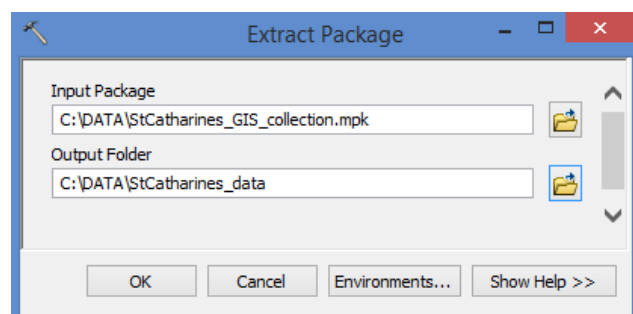 Extract Package
Input Package
C:\DATA\StCatharines_GIS_collection.mpk
Output Folder
C:\DATA\StCatharines_data
OK Cancel Environments... Show Help >>